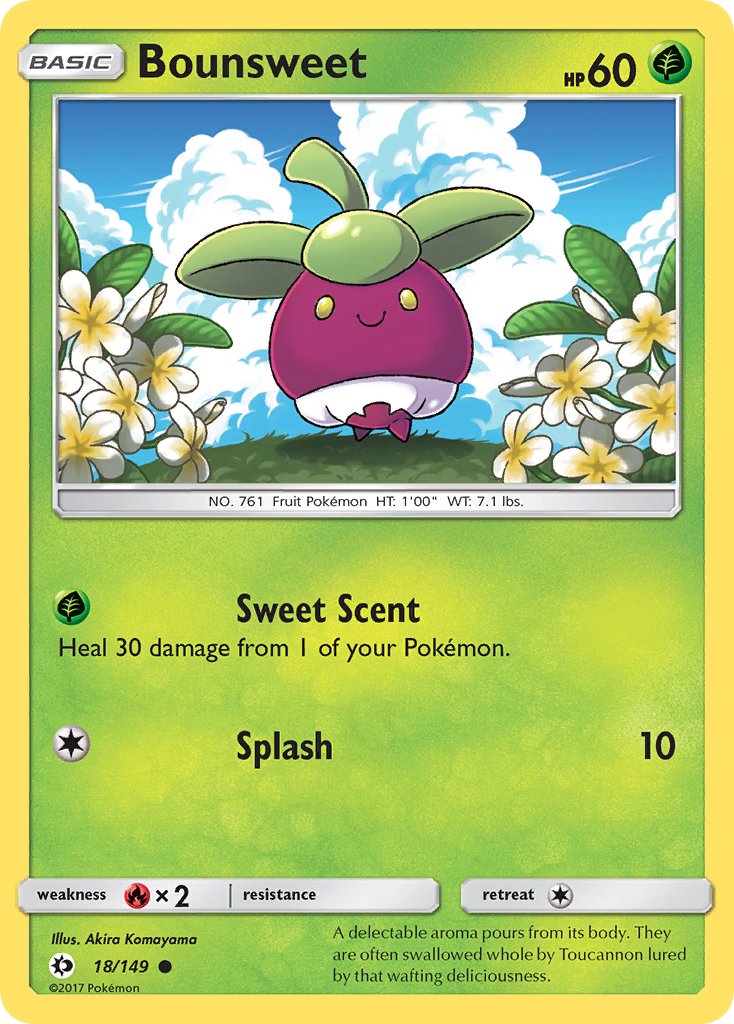 BASIC Bounsweet HP60
NO. 761 Fruit Pokémon HT: 1'00" WT: 7.1 lbs.
Sweet Scent
Heal 30 damage from 1 of your Pokémon.
Splash 10
weakness ×2 resistance retreat
Illus. Akira Komayama
18/149
©2017 Pokémon
A delectable aroma pours from its body. They
are often swallowed whole by Toucannon lured
by that wafting deliciousness.